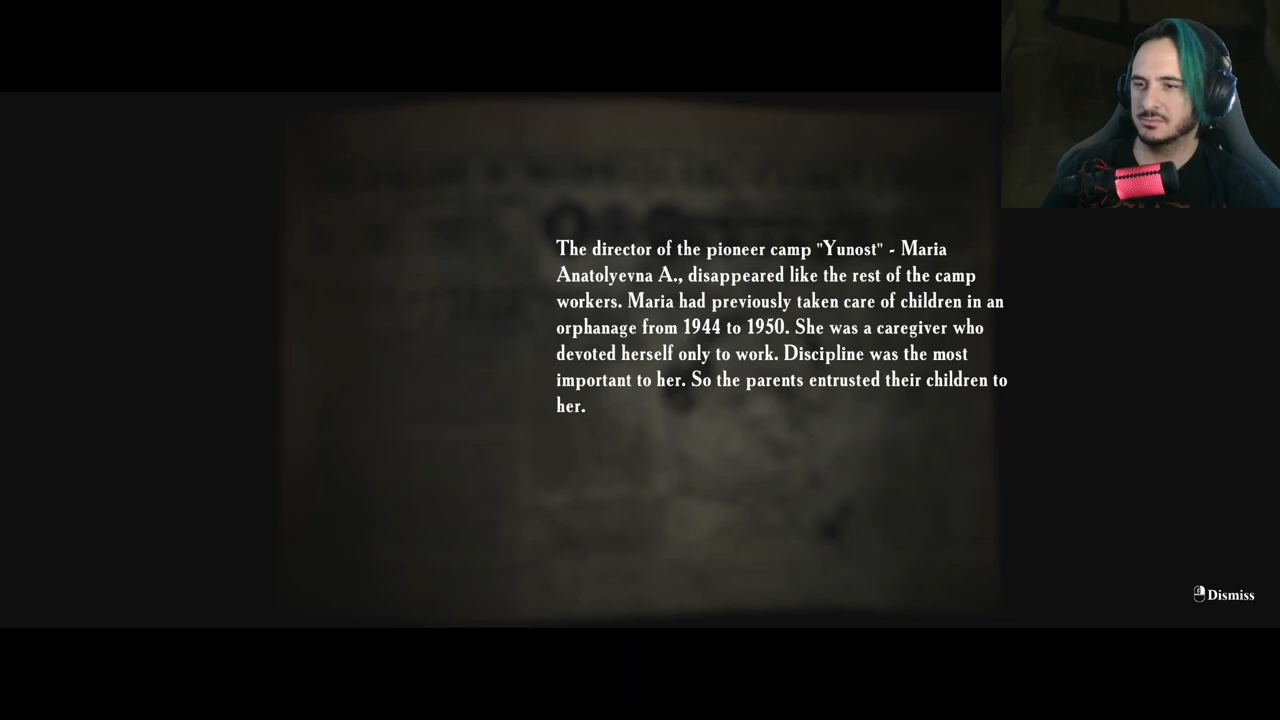 The director of the pioneer camp "Yunost" - Maria
Anatolyevna A., disappeared like the rest of the camp
workers. Maria had previously taken care of children in an
orphanage from 1944 to 1950. She was a caregiver who
devoted herself only to work. Discipline was the most
important to her. So the parents entrusted their children to
her.
Dismiss